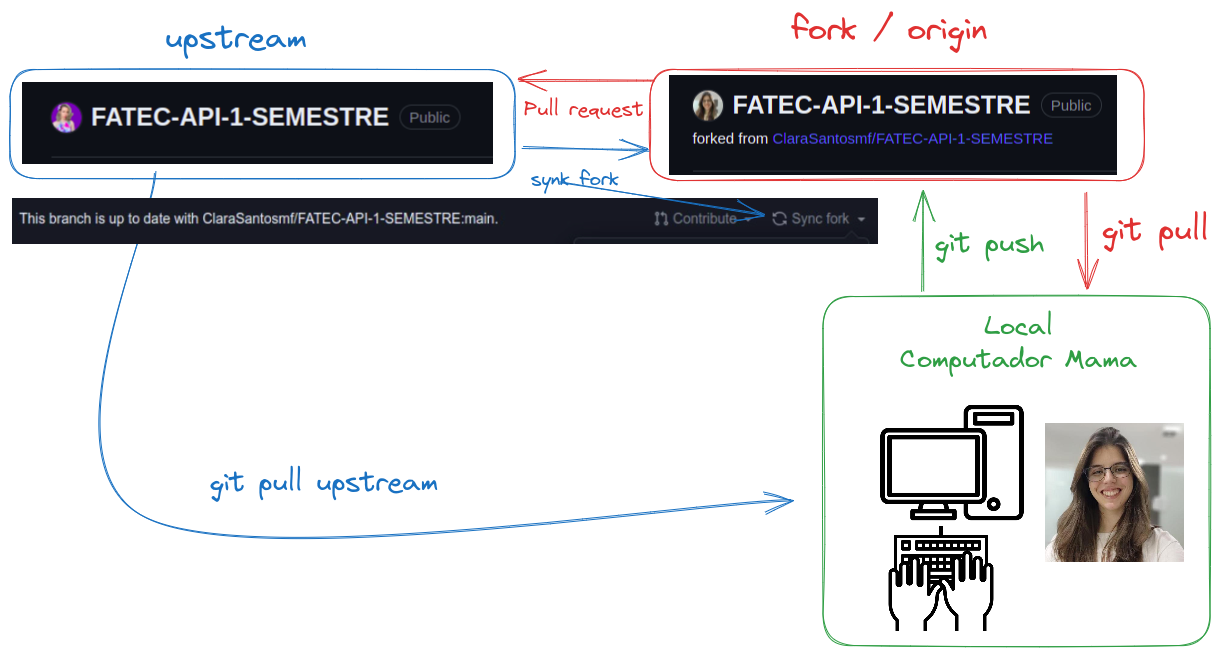 upstream
fork / origin
FATEC-API-1-SEMESTRE Public
Pull request
FATEC-API-1-SEMESTRE Public
forked from ClaraSantosmf/FATEC-API-1-SEMESTRE
synk fork
This branch is up to date with ClaraSantosmf/FATEC-API-1-SEMESTRE:main.
Contribute
Sync fork
git push
git pull
Local
Computador Mama
git pull upstream